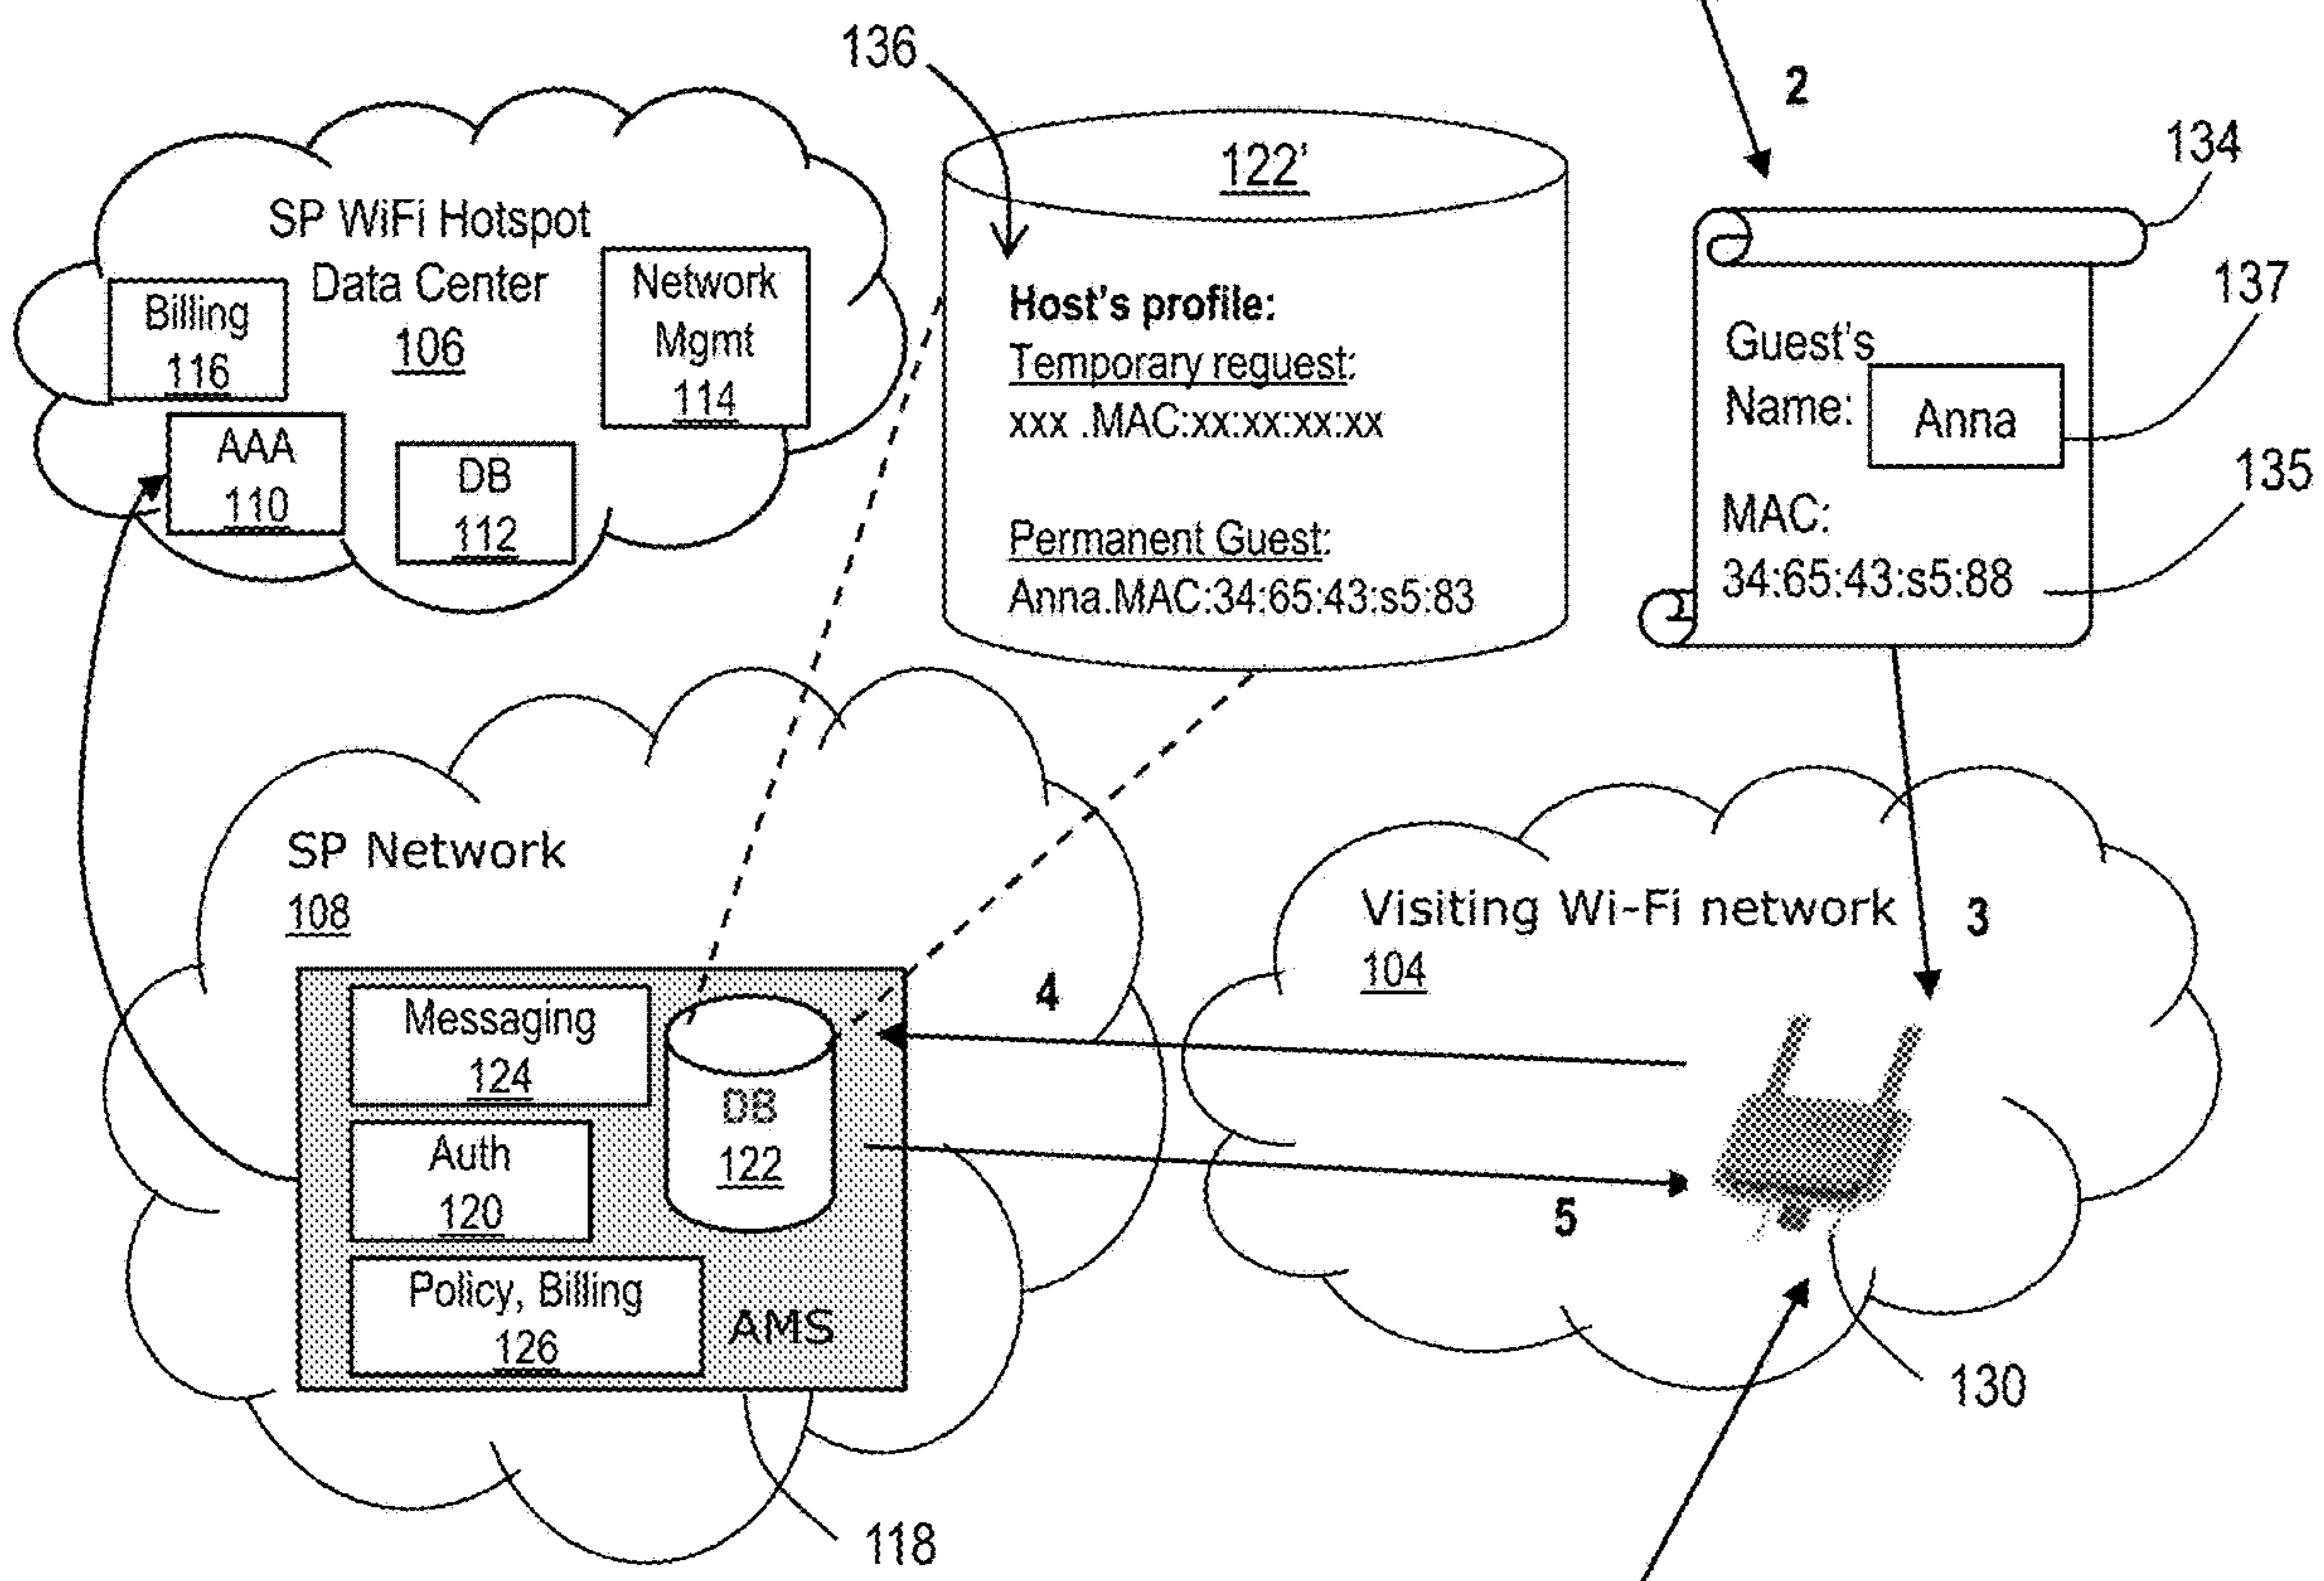 136
2
134
122'
SP WiFi Hotspot
Data Center
106
Billing
116
Network
Mgmt
114
AAA
110
DB
112
Host's profile:
Temporary reguest:
xxx .MAC:xx:xx:xx:xx
Permanent Guest:
Anna.MAC:34:65:43:s5:83
137
Guest's
Name:
Anna
135
MAC:
34:65:43:s5:88
SP Network
108
Visiting Wi-Fi network
104
3
4
Messaging
124
DB
122
Auth
120
5
Policy, Billing
126
AMS
130
118